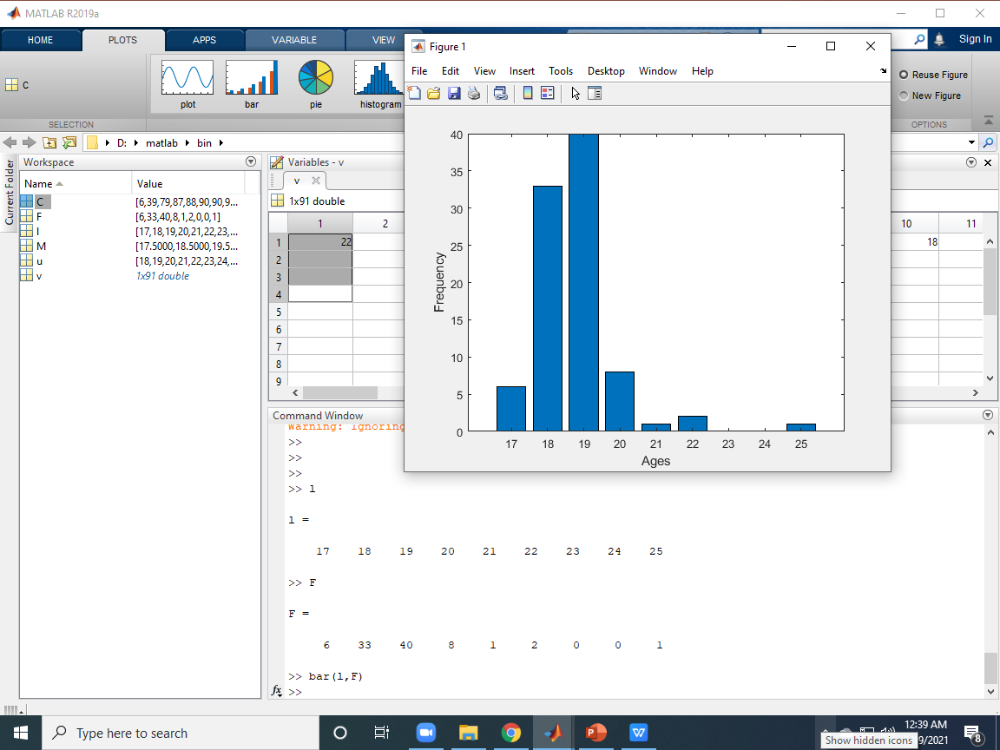 MATLAB R2019a
HOME PLOTS APPS VARIABLE VIEW
Sign In
C
plot bar pie histogram
Reuse Figure
New Figure
SELECTION
OPTIONS
D: matlab bin
Current Folder
Workspace
Name Value
C [6,39,79,87,88,90,90,9...
F [6,33,40,8,1,2,0,0,1]
l [17,18,19,20,21,22,23,...
M [17.5000,18.5000,19.5...
u [18,19,20,21,22,23,24,...
v 1x91 double
Variables - v
v
1x91 double
1 2 10 11
1 22 18
2
3
4
5
6
7
8
9
Figure 1
File Edit View Insert Tools Desktop Window Help
40
35
30
25
20
15
10
5
0
Frequency
17 18 19 20 21 22 23 24 25
Ages
Command Window
Warning: Ignoring
>>
>>
>>
>> l
l =
17 18 19 20 21 22 23 24 25
>> F
F =
6 33 40 8 1 2 0 0 1
>> bar(l,F)
fx >>
Type here to search
12:39 AM
9/2021
8
Show hidden icons